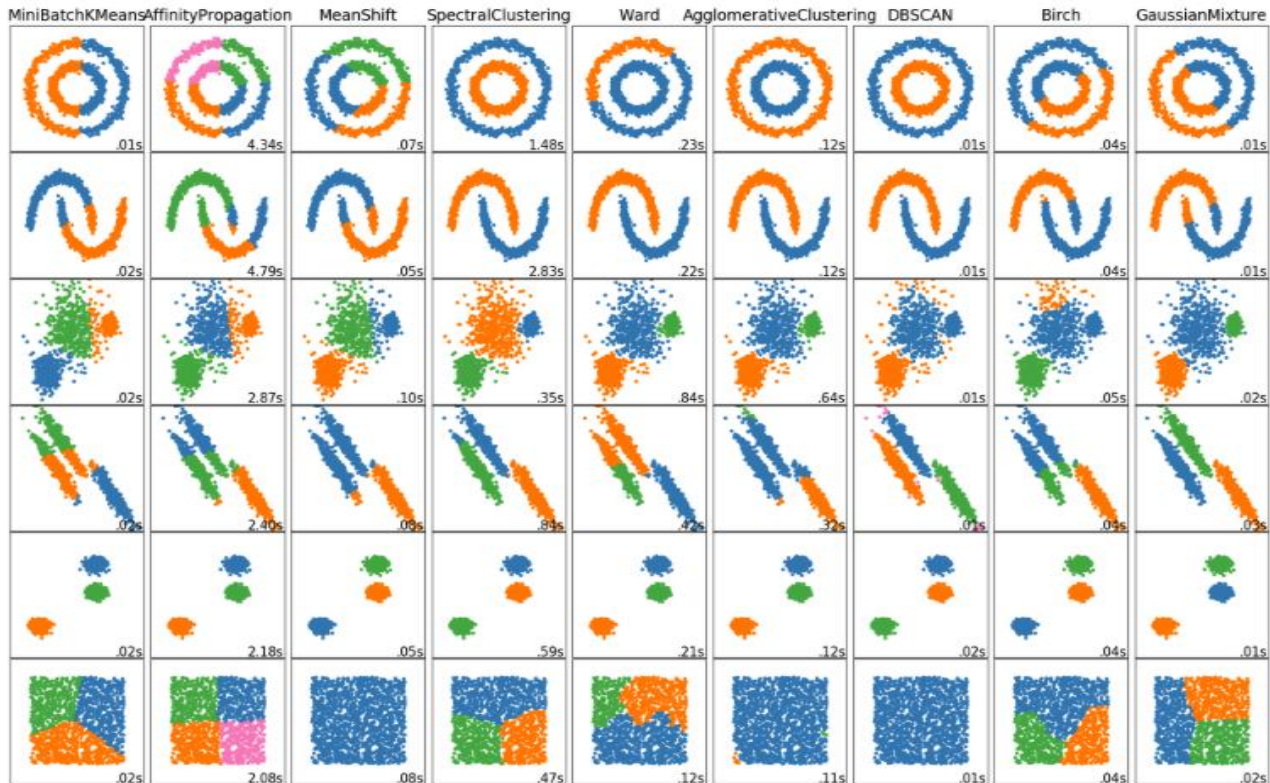 MiniBatchKMeans AffinityPropagation MeanShift SpectralClustering Ward AgglomerativeClustering DBSCAN Birch GaussianMixture
.01s 4.34s .07s 1.48s .23s .12s .01s .04s .01s
.02s 4.79s .05s 2.83s .22s .12s .01s .04s .01s
.02s 2.87s .10s .35s .84s .64s .01s .05s .02s
.02s 2.40s .08s .84s .42s .32s .01s .04s .03s
.02s 2.18s .05s .59s .21s .12s .02s .04s .01s
.02s 2.08s .08s .47s .12s .11s .01s .04s .02s